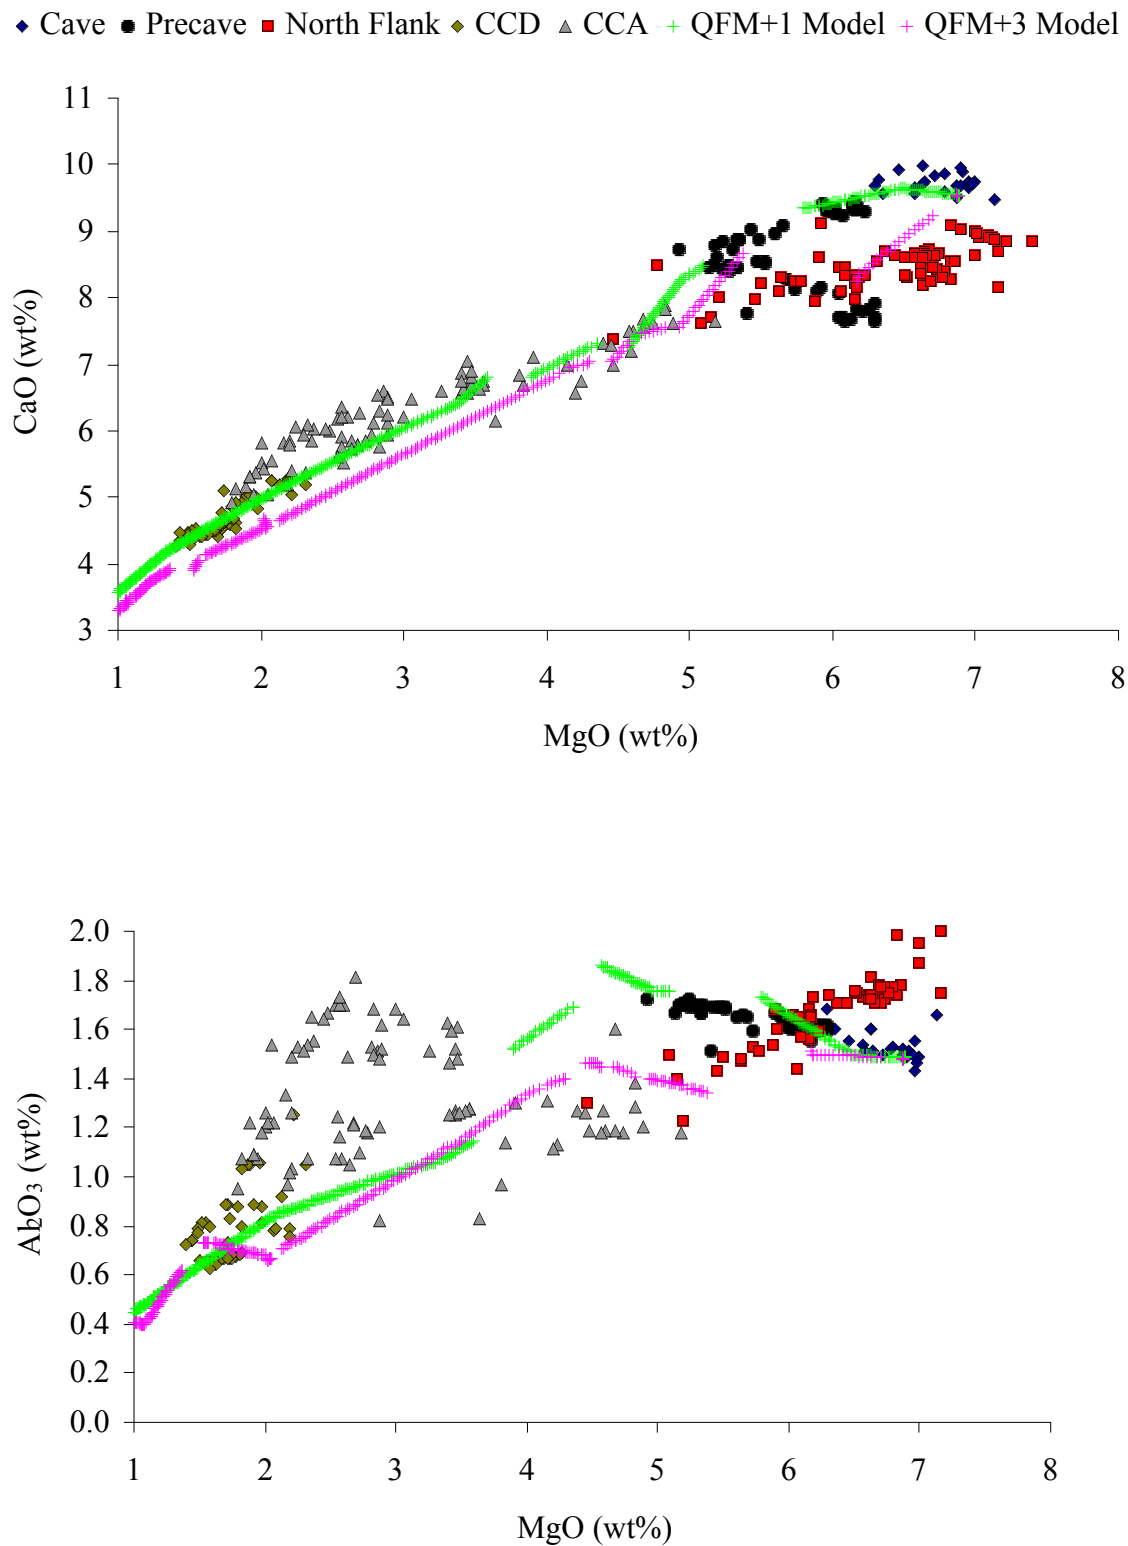 Cave Precave North Flank CCD CCA QFM+1 Model QFM+3 Model
11
10
9
8
7
6
5
4
3
CaO (wt%)
1 2 3 4 5 6 7 8
MgO (wt%)
2.0
1.8
1.6
1.4
1.2
1.0
0.8
0.6
0.4
0.2
0.0
Al2O3 (wt%)
1 2 3 4 5 6 7 8
MgO (wt%)